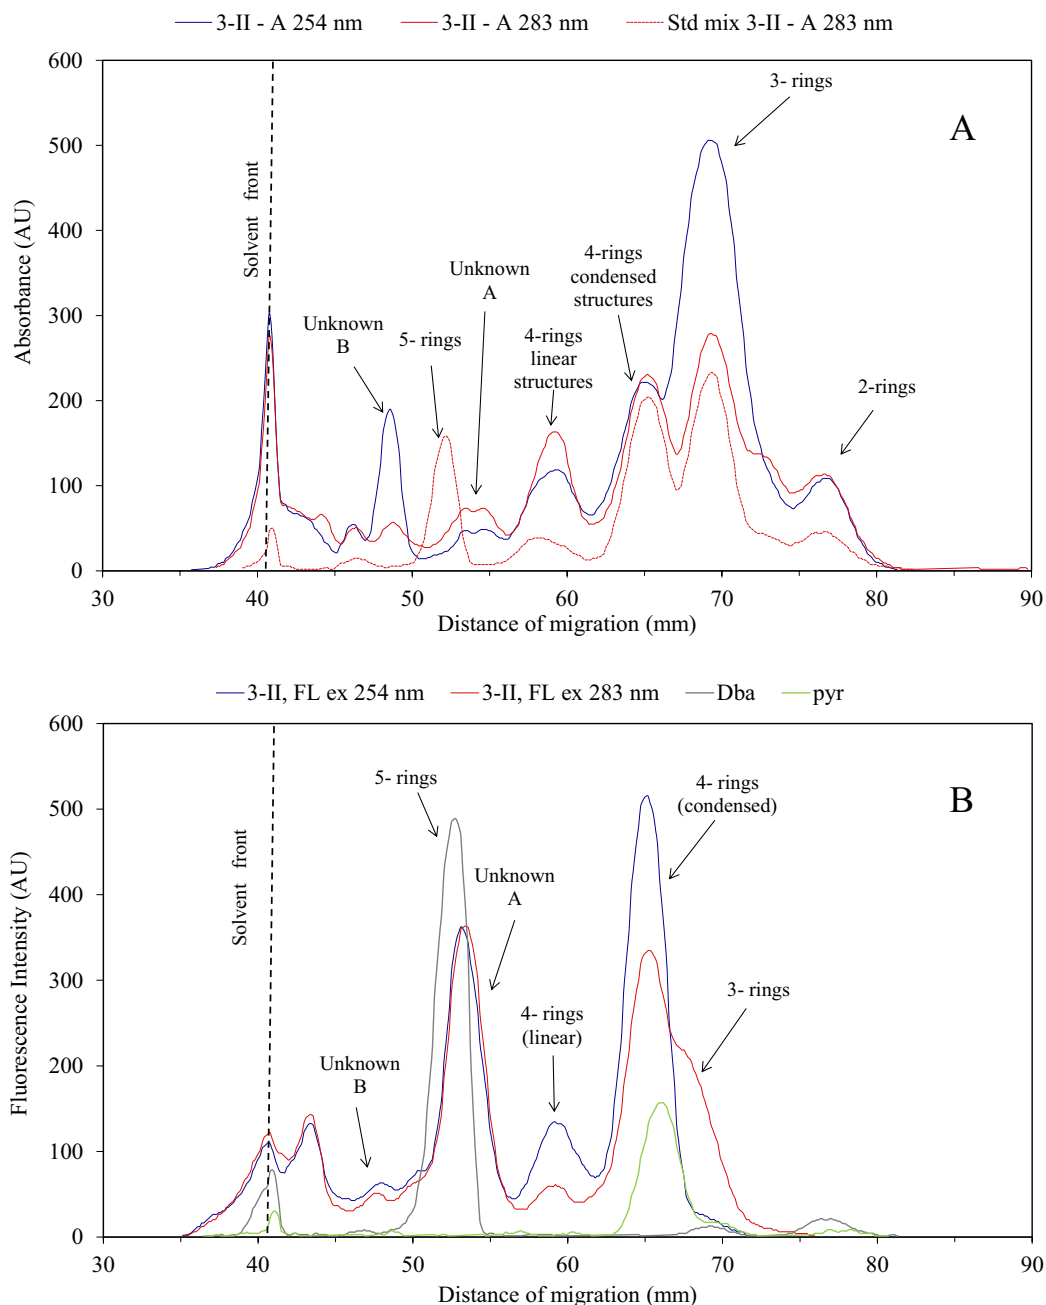 3-II - A 254 nm 3-II - A 283 nm Std mix 3-II - A 283 nm
600
500
400
300
200
100
0
Absorbance (AU)
Solvent front
Unknown
B
5- rings
Unknown
A
4-rings
linear
structures
4-rings
condensed
structures
3- rings
2-rings
A
30 40 50 60 70 80 90
Distance of migration (mm)
3-II, FL ex 254 nm 3-II, FL ex 283 nm Dba pyr
600
500
400
300
200
100
0
Fluorescence Intensity (AU)
Solvent front
5- rings
Unknown
B
Unknown
A
4- rings
(linear)
4- rings
(condensed)
3- rings
B
30 40 50 60 70 80 90
Distance of migration (mm)